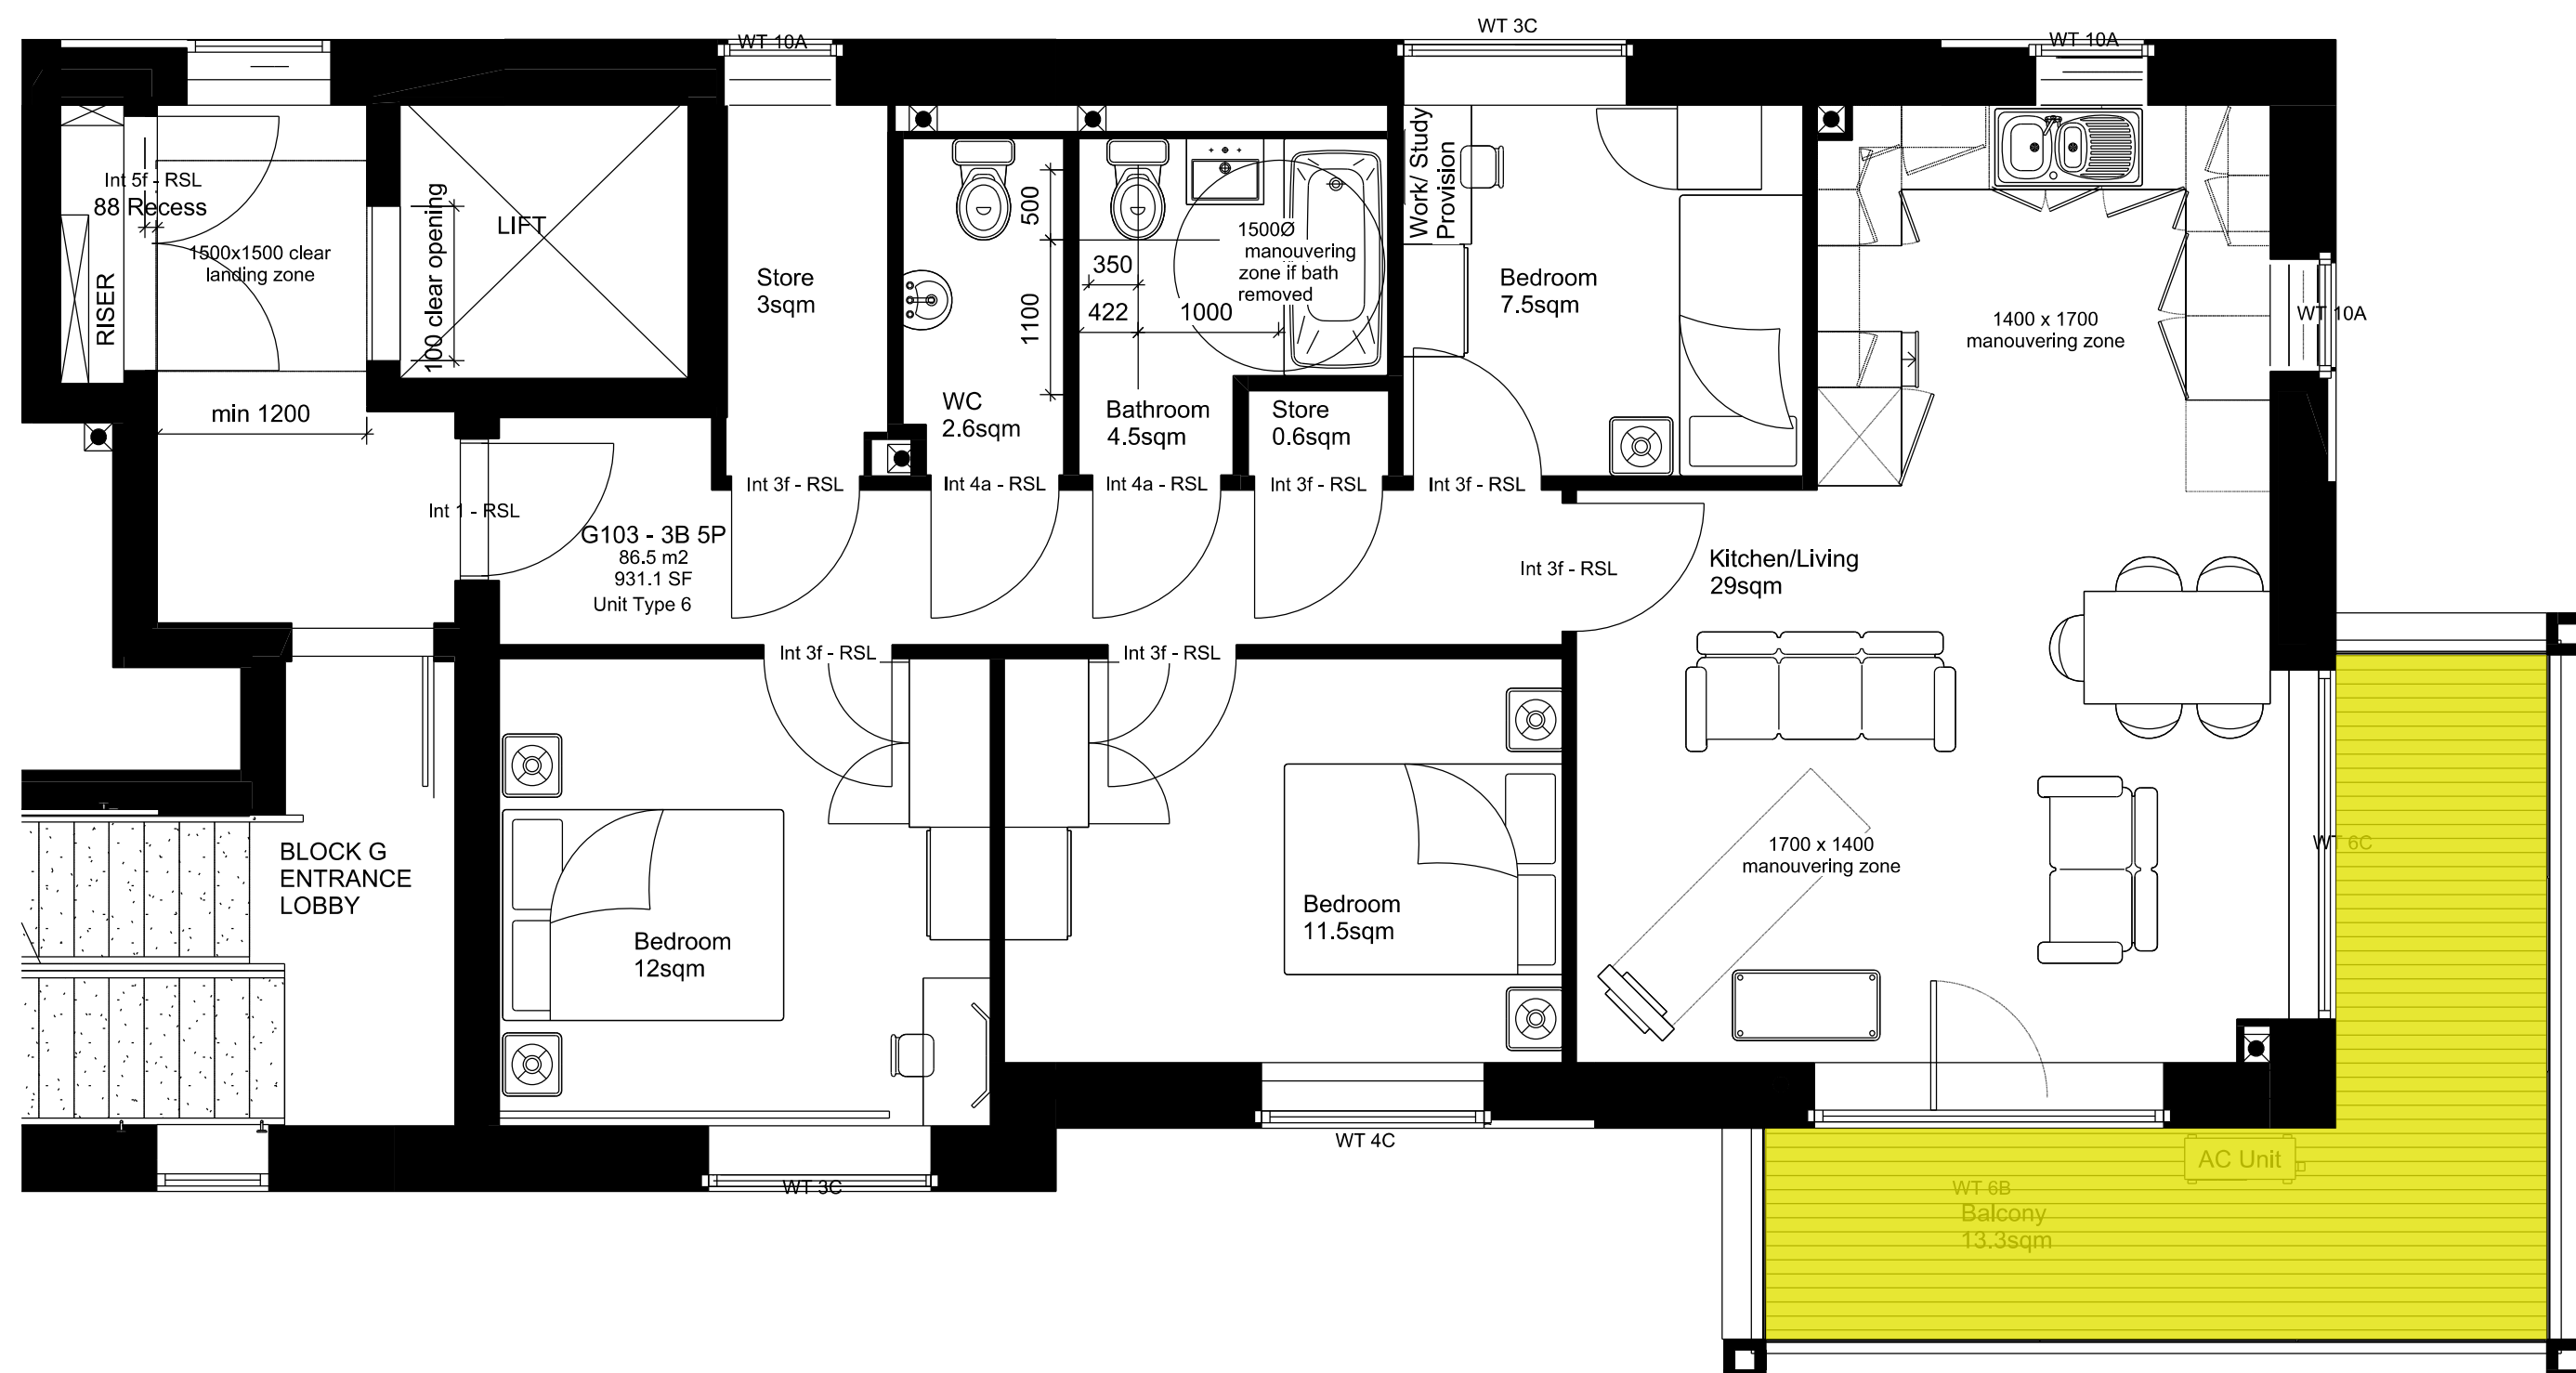 WT 10A
WT 3C
WT 10A
Int 5f - RSL
88 Recess
1500x1500 clear
landing zone
RISER
min 1200
100 clear opening
LIFT
Store
3sqm
500
1100
WC
2.6sqm
350
422
1000
1500Ø
manouvering
zone if bath
removed
Bathroom
4.5sqm
Store
0.6sqm
Work/ Study
Provision
Bedroom
7.5sqm
1400 x 1700
manouvering zone
WT 10A
Int 1 - RSL
Int 3f - RSL
Int 4a - RSL
Int 4a - RSL
Int 3f - RSL
Int 3f - RSL
G103 - 3B 5P
86.5 m2
931.1 SF
Unit Type 6
Int 3f - RSL
Kitchen/Living
29sqm
Int 3f - RSL
Int 3f - RSL
BLOCK G
ENTRANCE
LOBBY
Bedroom
12sqm
Bedroom
11.5sqm
1700 x 1400
manouvering zone
WT 6C
WT 3C
WT 4C
AC Unit
WT 6B
Balcony
13.3sqm